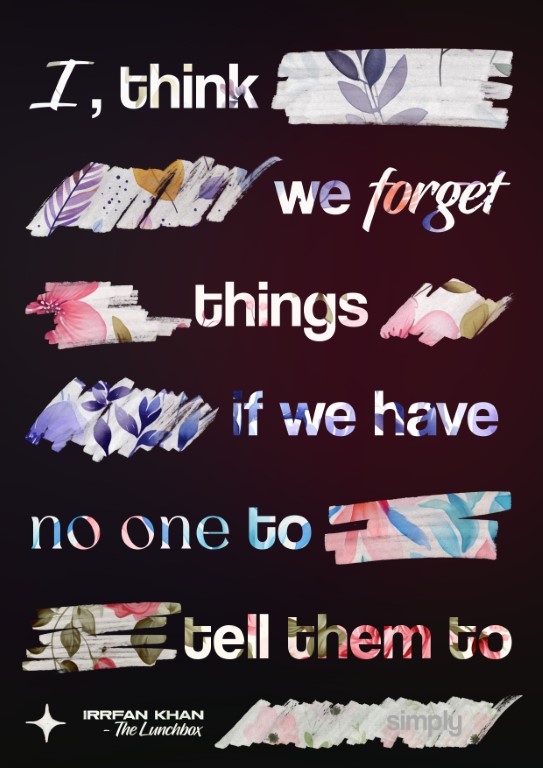 I, think
we forget
things
if we have
no one to
tell them to
IRRFAN KHAN
- The Lunchbox
simply